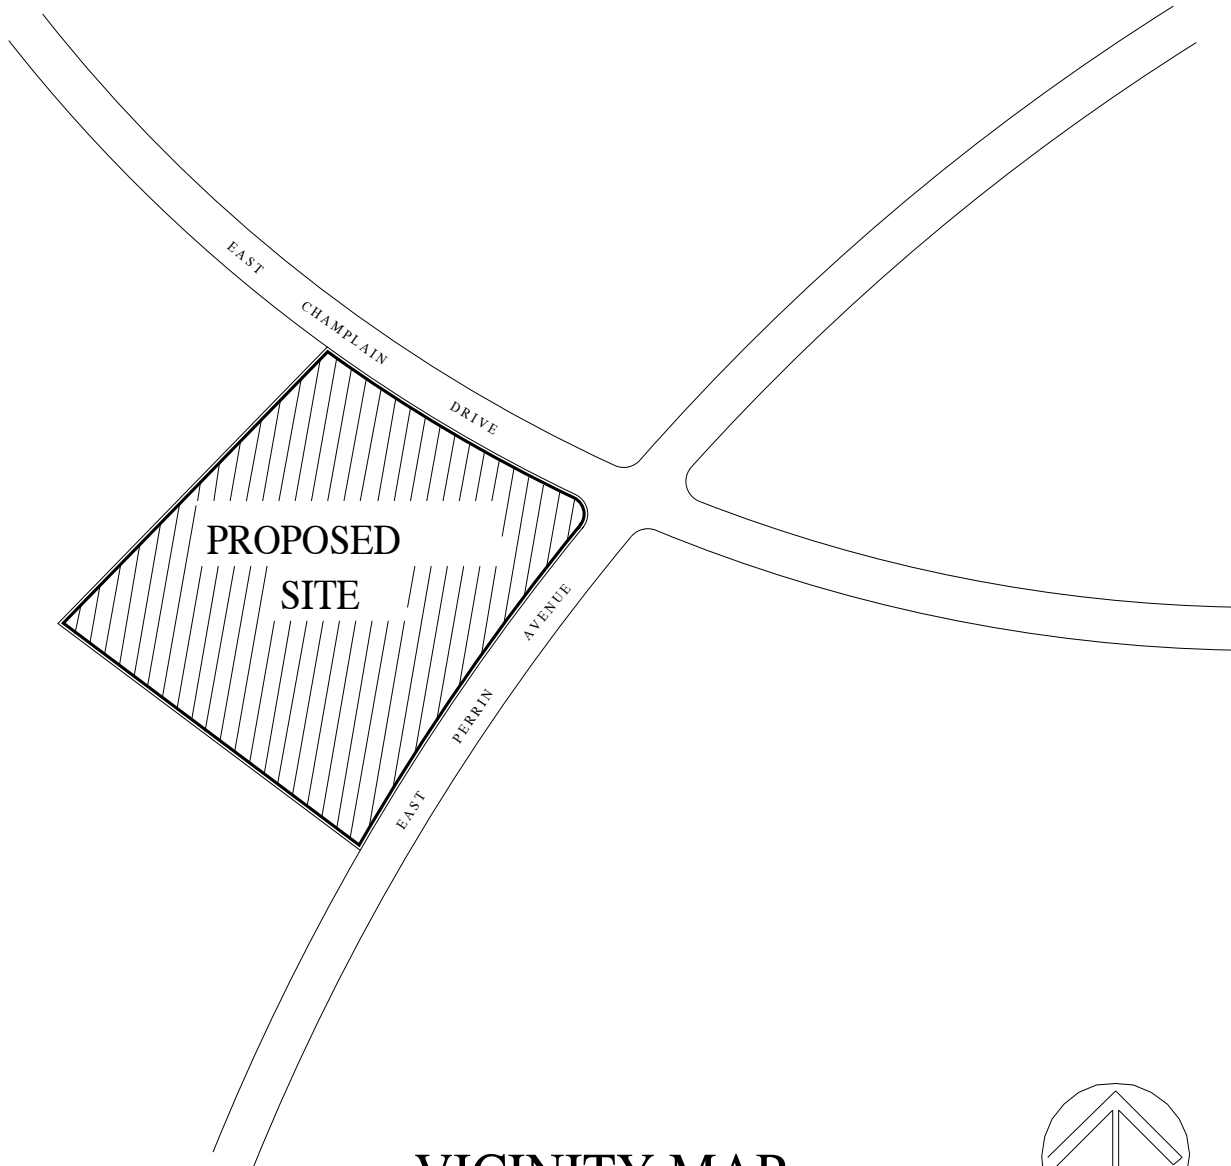 EAST CHAMPLAIN DRIVE
PROPOSED
SITE
EAST PERRIN AVENUE
VICINITY MAP